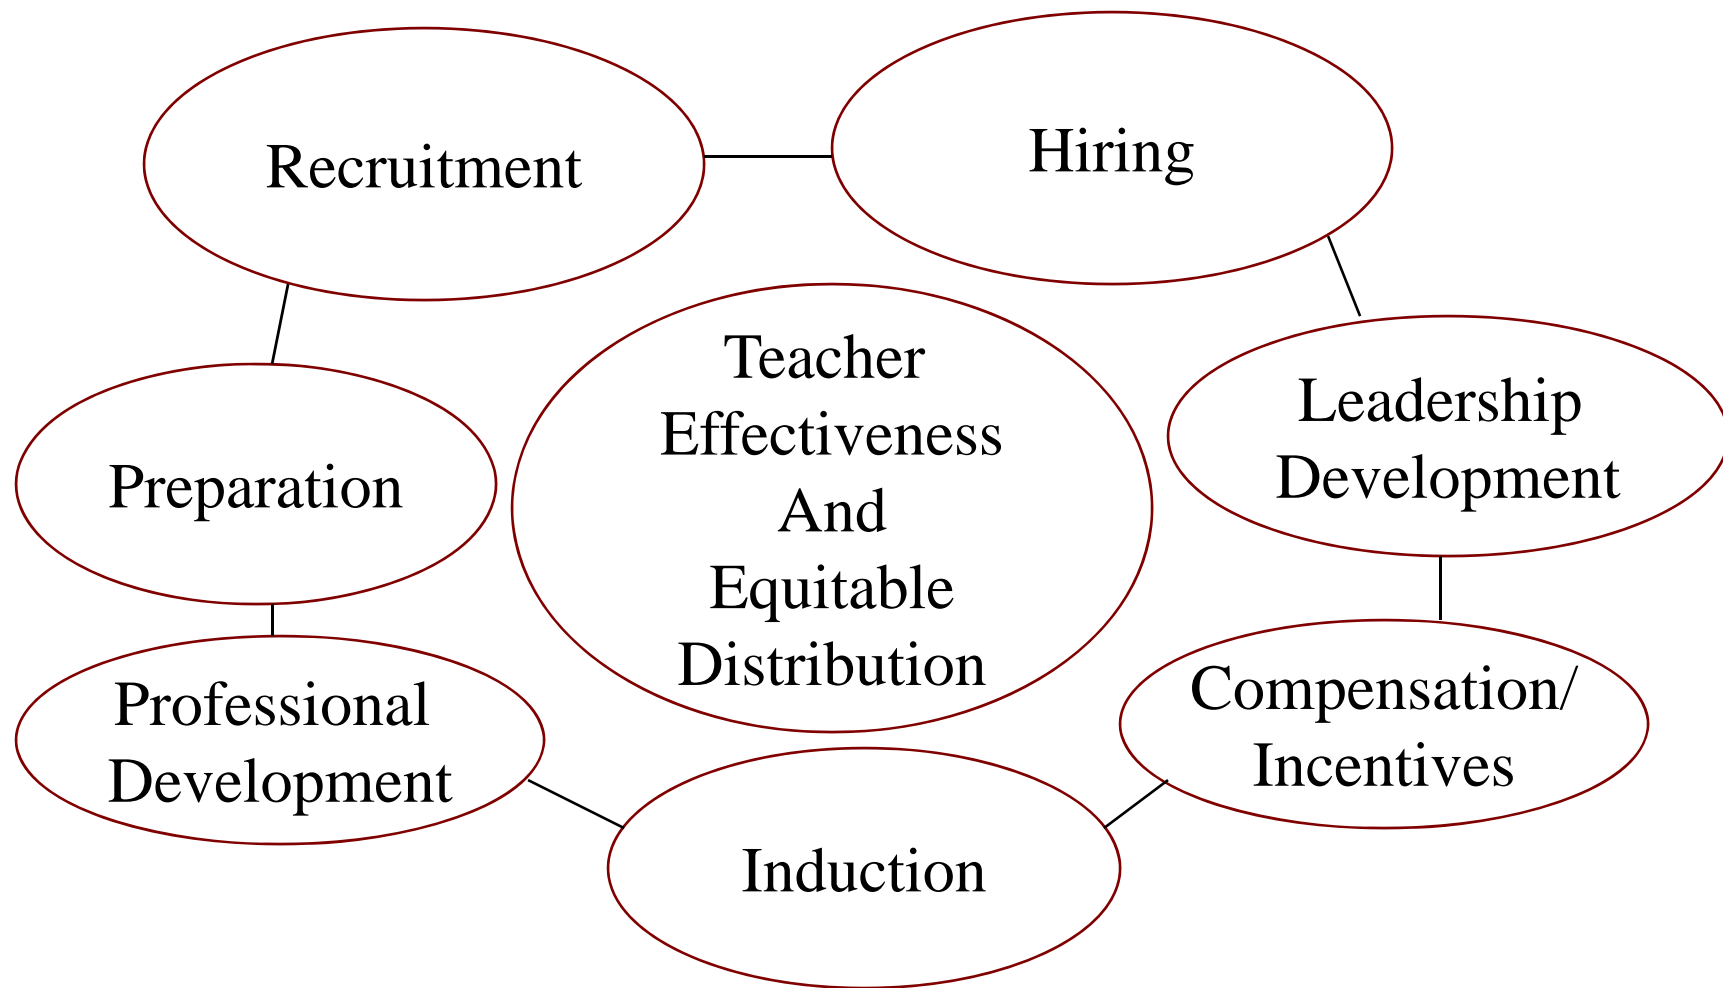 Recruitment
Hiring
Teacher
Effectiveness
And
Equitable
Distribution
Leadership
Development
Preparation
Professional
Development
Compensation/
Incentives
Induction